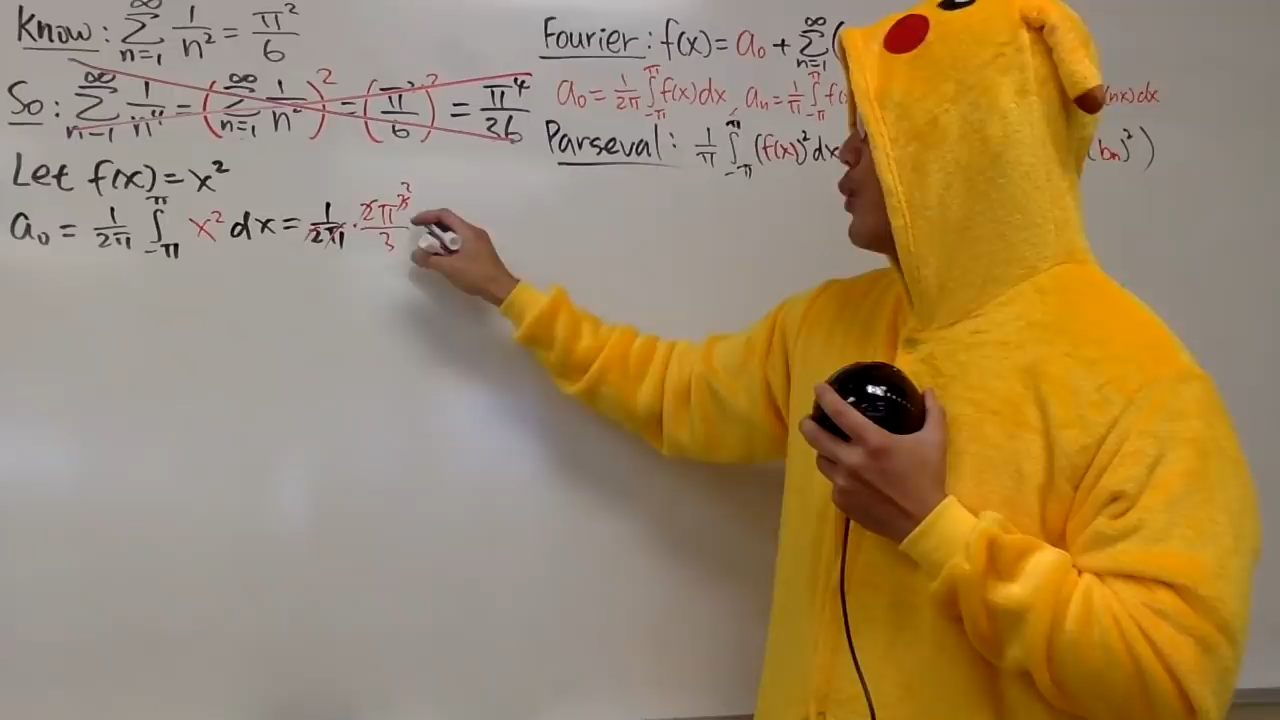 Know: ∞∑n=1 1/n² = π²/6
So: ∞∑n=1 1/n⁴ = (∞∑n=1 1/n²)² = (π²/6)² = π⁴/36
Let f(x) = x²
a₀ = 1/2π ∫π-π x² dx = 1/2π · 2π³/3 2
Fourier: f(x) = a₀ + ∞∑n=1 (
a₀ = 1/2π ∫π-π f(x)dx, aₙ = 1/π ∫π-π f( (nx)dx
Parseval: 1/π ∫π-π (f(x))² dx (bₙ)²)